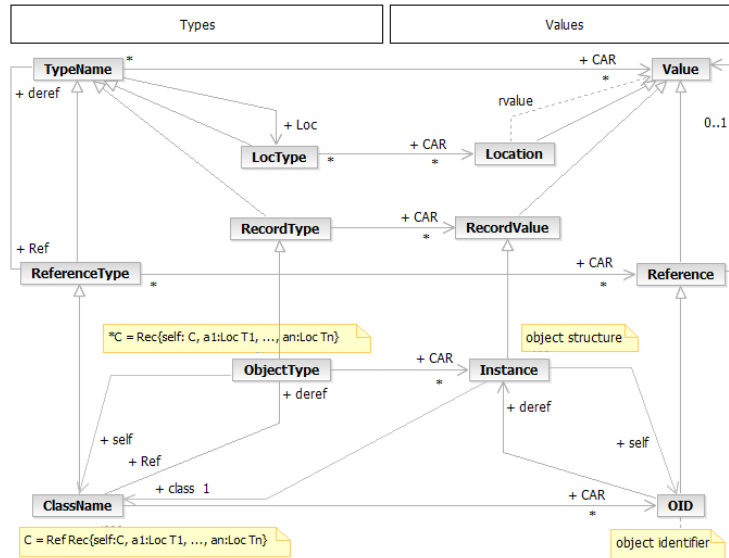 Types
Values
TypeName
*
+ CAR
*
Value
+ deref
rvalue
0..1
+ Loc
LocType
*
+ CAR
*
Location
RecordType
+ CAR
*
RecordValue
+ Ref
ReferenceType
*
+ CAR
*
Reference
*C = Rec{self: C, a1:Loc T1, ..., an:Loc Tn}
object structure
ObjectType
+ CAR
*
Instance
+ deref
+ deref
+ self
+ Ref
+ self
+ class 1
ClassName
+ CAR
*
OID
C = Ref Rec{self:C, a1:Loc T1, ..., an:Loc Tn}
object identifier